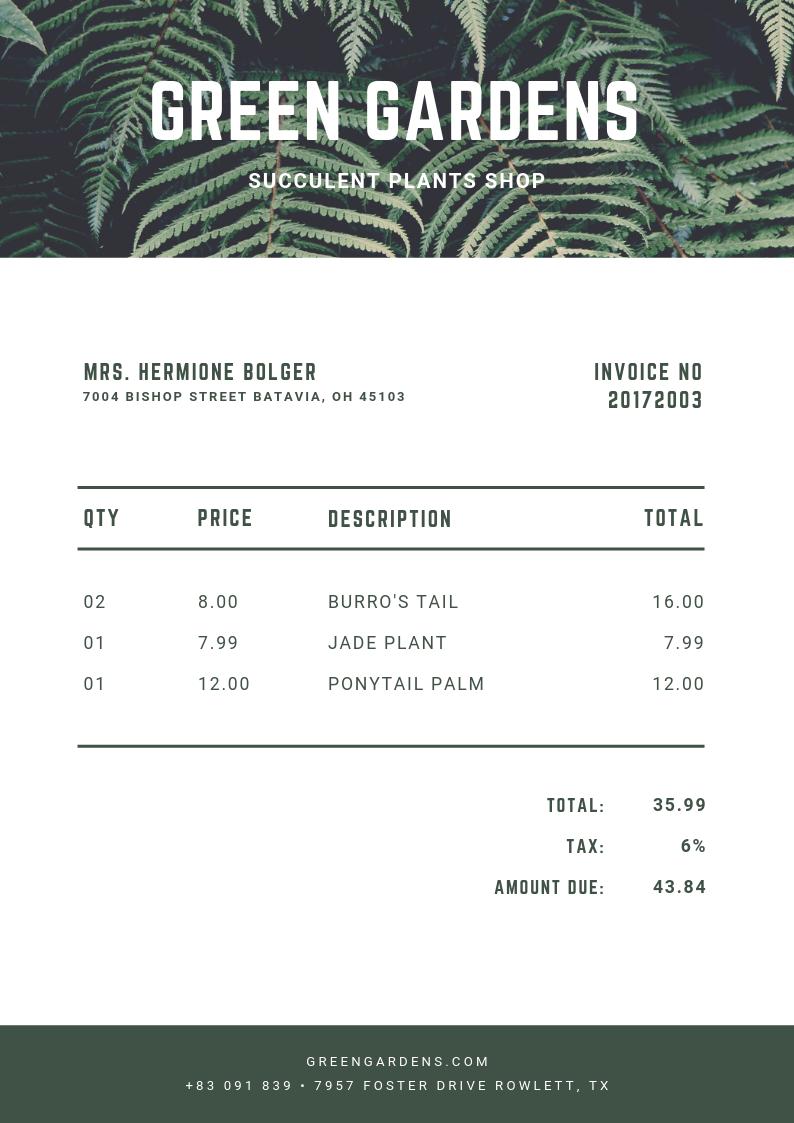 GREEN GARDENS
SUCCULENT PLANTS SHOP
MRS. HERMIONE BOLGER
7004 BISHOP STREET BATAVIA, OH 45103
INVOICE NO
20172003
QTY PRICE DESCRIPTION TOTAL
02 8.00 BURRO'S TAIL 16.00
01 7.99 JADE PLANT 7.99
01 12.00 PONYTAIL PALM 12.00
TOTAL: 35.99
TAX: 6%
AMOUNT DUE: 43.84
GREENGARDENS.COM
+83 091 839 • 7957 FOSTER DRIVE ROWLETT, TX